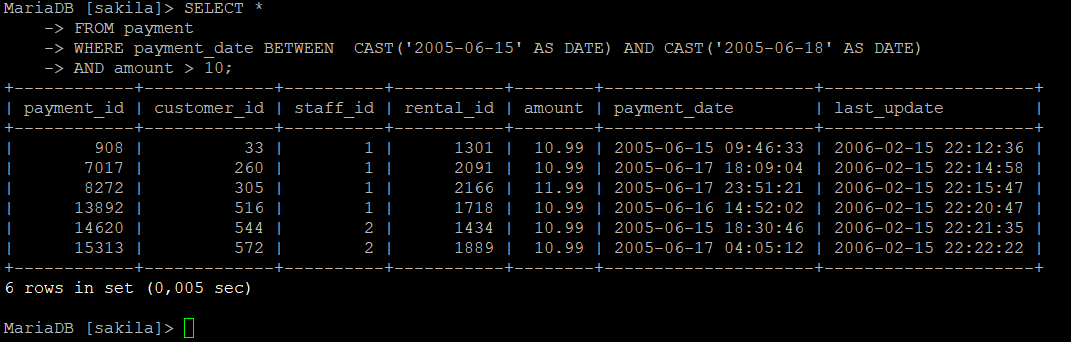 MariaDB [sakila]> SELECT *
    -> FROM payment
    -> WHERE payment_date BETWEEN  CAST('2005-06-15' AS DATE) AND CAST('2005-06-18' AS DATE)
    -> AND amount > 10;
+------------+-------------+----------+-----------+--------+---------------------+---------------------+
| payment_id | customer_id | staff_id | rental_id | amount | payment_date        | last_update         |
+------------+-------------+----------+-----------+--------+---------------------+---------------------+
|        908 |          33 |        1 |      1301 |  10.99 | 2005-06-15 09:46:33 | 2006-02-15 22:12:36 |
|       7017 |         260 |        1 |      2091 |  10.99 | 2005-06-17 18:09:04 | 2006-02-15 22:14:58 |
|       8272 |         305 |        1 |      2166 |  11.99 | 2005-06-17 23:51:21 | 2006-02-15 22:15:47 |
|      13892 |         516 |        1 |      1718 |  10.99 | 2005-06-16 14:52:02 | 2006-02-15 22:20:47 |
|      14620 |         544 |        2 |      1434 |  10.99 | 2005-06-15 18:30:46 | 2006-02-15 22:21:35 |
|      15313 |         572 |        2 |      1889 |  10.99 | 2005-06-17 04:05:12 | 2006-02-15 22:22:22 |
+------------+-------------+----------+-----------+--------+---------------------+---------------------+
6 rows in set (0,005 sec)
MariaDB [sakila]>